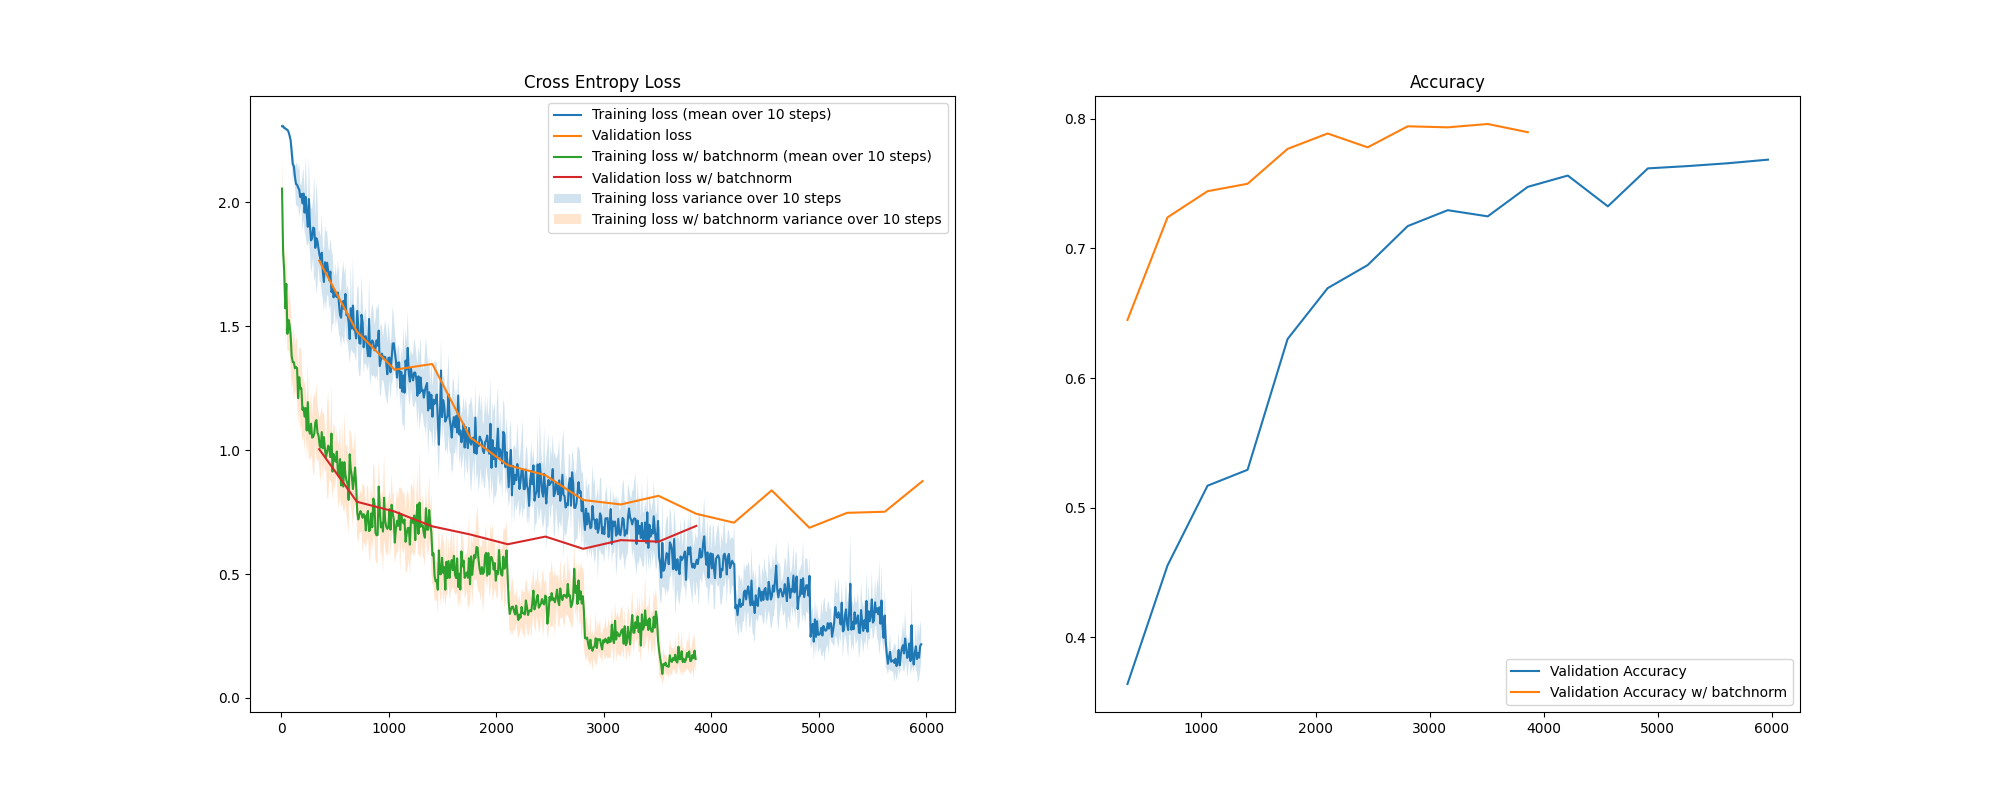 Cross Entropy Loss
Training loss (mean over 10 steps)
Validation loss
Training loss w/ batchnorm (mean over 10 steps)
Validation loss w/ batchnorm
Training loss variance over 10 steps
Training loss w/ batchnorm variance over 10 steps
2.0
1.5
1.0
0.5
0.0
0 1000 2000 3000 4000 5000 6000
Accuracy
0.8
0.7
0.6
0.5
0.4
Validation Accuracy
Validation Accuracy w/ batchnorm
1000 2000 3000 4000 5000 6000